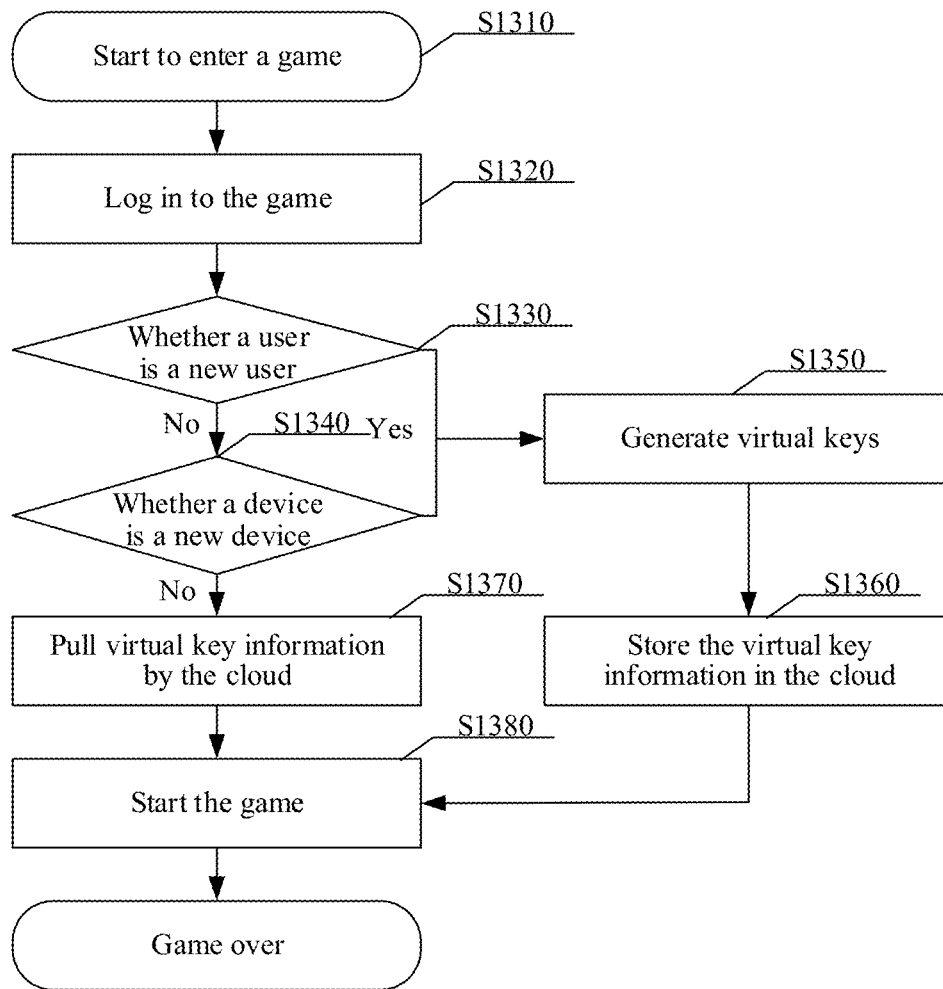 S1310
Start to enter a game
S1320
Log in to the game
S1330
Whether a user
is a new user
S1350
No
S1340
Yes
Generate virtual keys
Whether a device
is a new device
No
S1370
S1360
Pull virtual key information
by the cloud
Store the virtual key
information in the cloud
S1380
Start the game
Game over